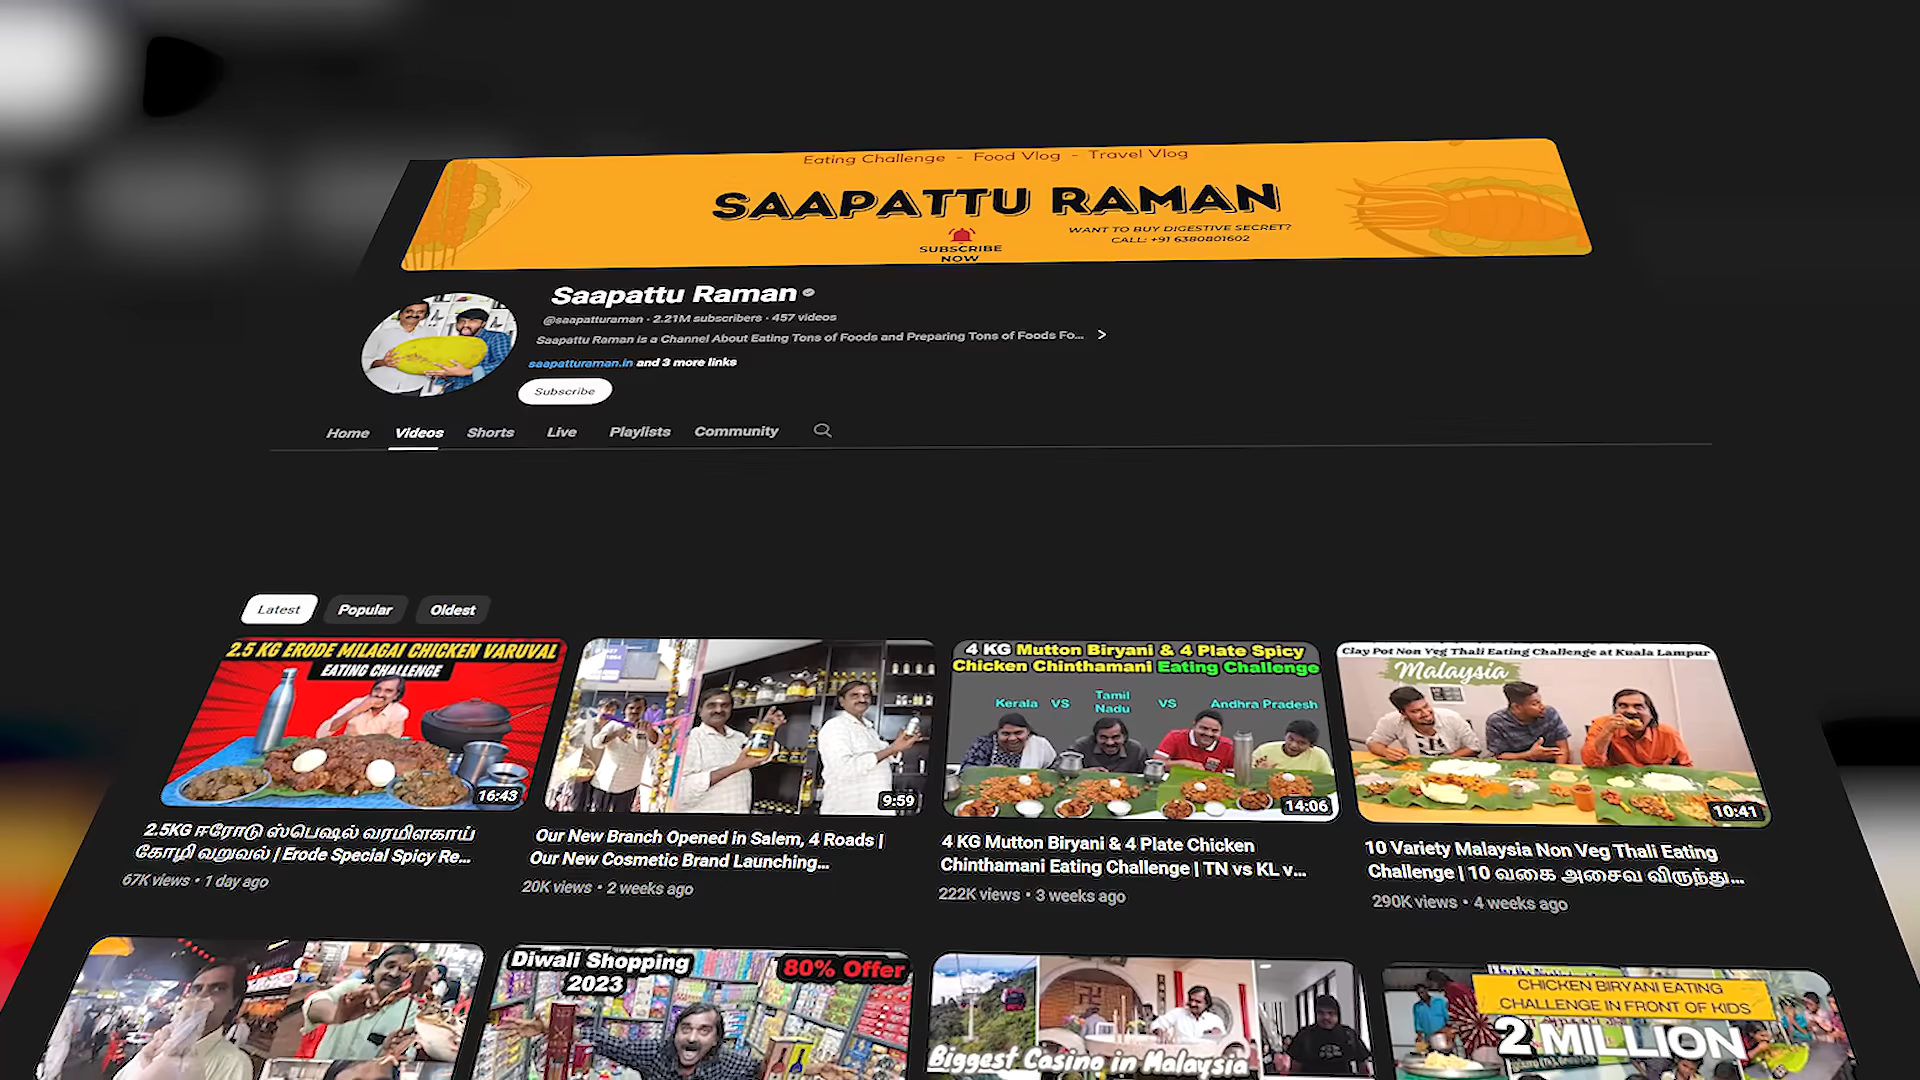 Eating Challenge - Food Vlog - Travel Vlog
SAAPATTU RAMAN
SUBSCRIBE
NOW
WANT TO BUY DIGESTIVE SECRET?
CALL: +91 6380801602
Saapattu Raman
@saapatturaman · 2.21M subscribers · 457 videos
Saapattu Raman is a Channel About Eating Tons of Foods and Preparing Tons of Foods Fo...
saapatturaman.in and 3 more links
Subscribe
Home Videos Shorts Live Playlists Community
Latest Popular Oldest
2.5 KG ERODE MILAGAI CHICKEN VARUVAL
EATING CHALLENGE
16:43
2.5KG ஈரோடு ஸ்பெஷல் வரமிளகாய்
கோழி வறுவல் | Erode Special Spicy Re...
67K views • 1 day ago
9:59
Our New Branch Opened in Salem, 4 Roads |
Our New Cosmetic Brand Launching...
20K views • 2 weeks ago
4 KG Mutton Biryani & 4 Plate Spicy
Chicken Chinthamani Eating Challenge
Kerala VS Tamil Nadu VS Andhra Pradesh
14:06
4 KG Mutton Biryani & 4 Plate Chicken
Chinthamani Eating Challenge | TN vs KL v...
222K views • 3 weeks ago
Clay Pot Non Veg Thali Eating Challenge at Kuala Lampur
Malaysia
10:41
10 Variety Malaysia Non Veg Thali Eating
Challenge | 10 வகை அசைவ விருந்து...
290K views • 4 weeks ago
Diwali Shopping
2023
80% Offer
Biggest Casino in Malaysia
CHICKEN BIRYANI EATING
CHALLENGE IN FRONT OF KIDS
2 MILLION